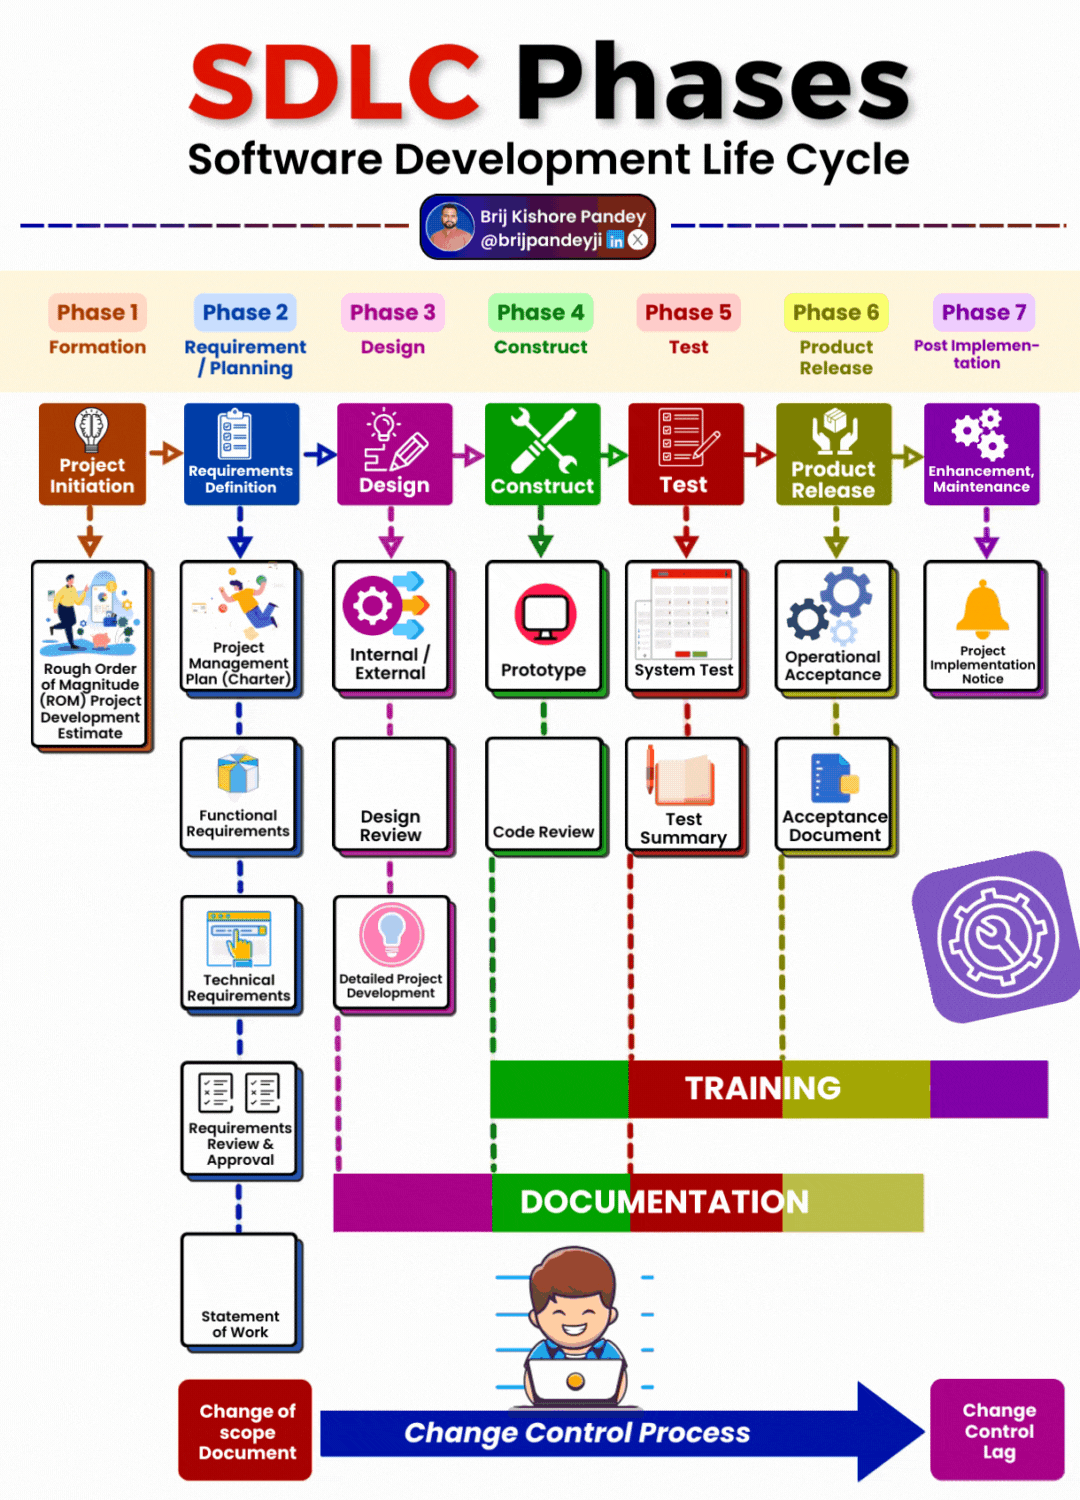 SDLC Phases
Software Development Life Cycle
Brij Kishore Pandey
@brijpandeyji in X
Phase 1
Formation
Phase 2
Requirement
/ Planning
Phase 3
Design
Phase 4
Construct
Phase 5
Test
Phase 6
Product
Release
Phase 7
Post Implemen-
tation
Project
Initiation
Requirements
Definition
Design
Construct
Test
Product
Release
Enhancement,
Maintenance
Rough Order
of Magnitude
(ROM) Project
Development
Estimate
Project
Management
Plan (Charter)
Internal /
External
Prototype
System Test
Operational
Acceptance
Project
Implementation
Notice
Functional
Requirements
Design
Review
Code Review
Test
Summary
Acceptance
Document
Technical
Requirements
Detailed Project
Development
Requirements
Review &
Approval
TRAINING
DOCUMENTATION
Statement
of Work
Change of
scope
Document
Change Control Process
Change
Control
Lag